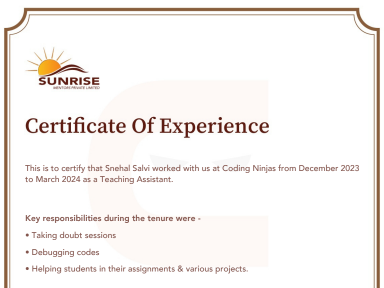 SUNRISE
MENTORS PRIVATE LIMITED
Certificate Of Experience
This is to certify that Snehal Salvi worked with us at Coding Ninjas from December 2023
to March 2024 as a Teaching Assistant.
Key responsibilities during the tenure were -
• Taking doubt sessions
• Debugging codes
• Helping students in their assignments & various projects.